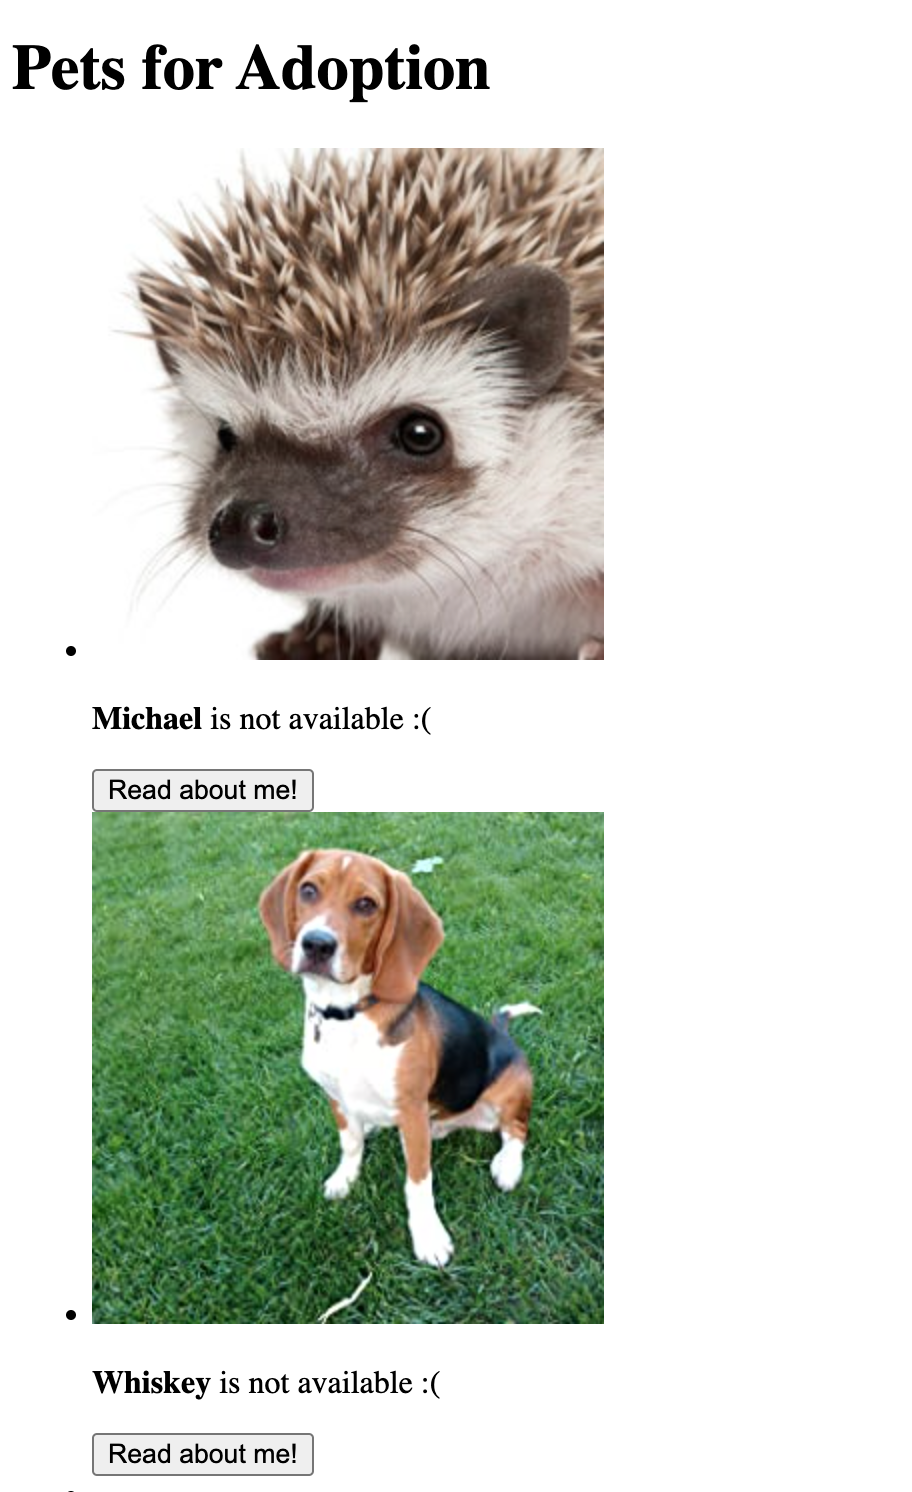 Pets for Adoption
Michael is not available :(
Read about me!
Whiskey is not available :(
Read about me!